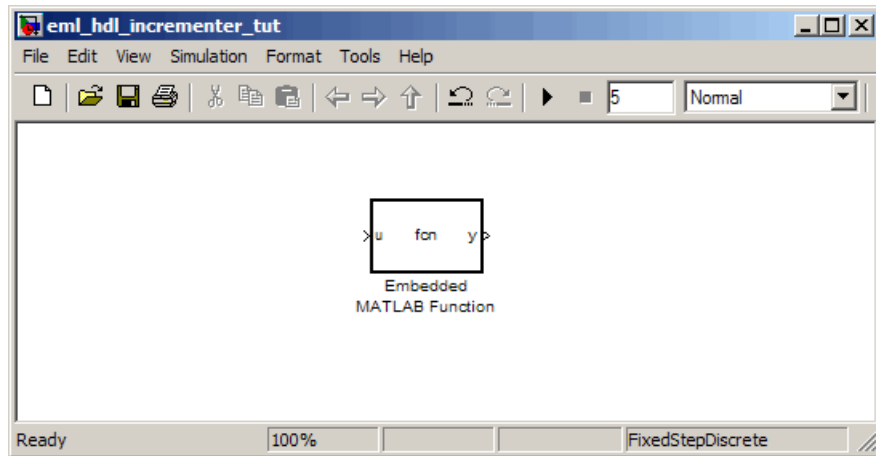 eml_hdl_incrementer_tut
File Edit View Simulation Format Tools Help
5 Normal
u fcn y
Embedded
MATLAB Function
Ready 100% FixedStepDiscrete